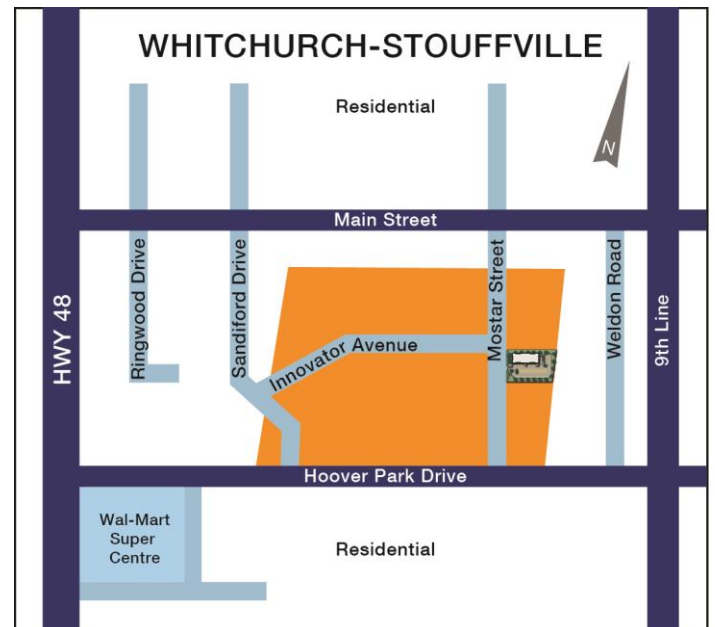 WHITCHURCH-STOUFFVILLE
Residential
N
Main Street
HWY 48
Ringwood Drive
Sandiford Drive
Innovator Avenue
Mostar Street
Weldon Road
9th Line
Hoover Park Drive
Wal-Mart
Super
Centre
Residential